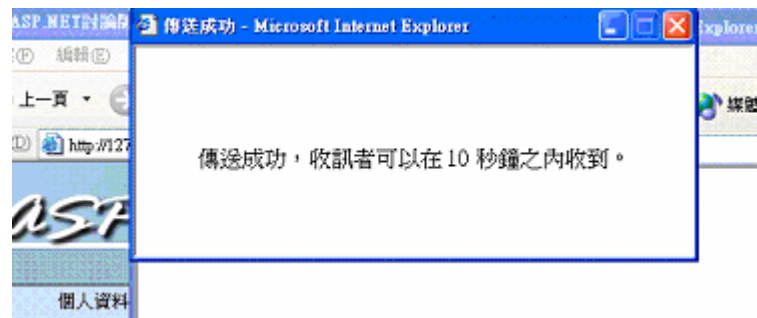 ASP.NET討論
傳送成功 - Microsoft Internet Explorer
Explorer
(F) 編輯(E)
上一頁
媒體
(D) http://127
傳送成功，收訊者可以在 10 秒鐘之內收到。
ASP
個人資料